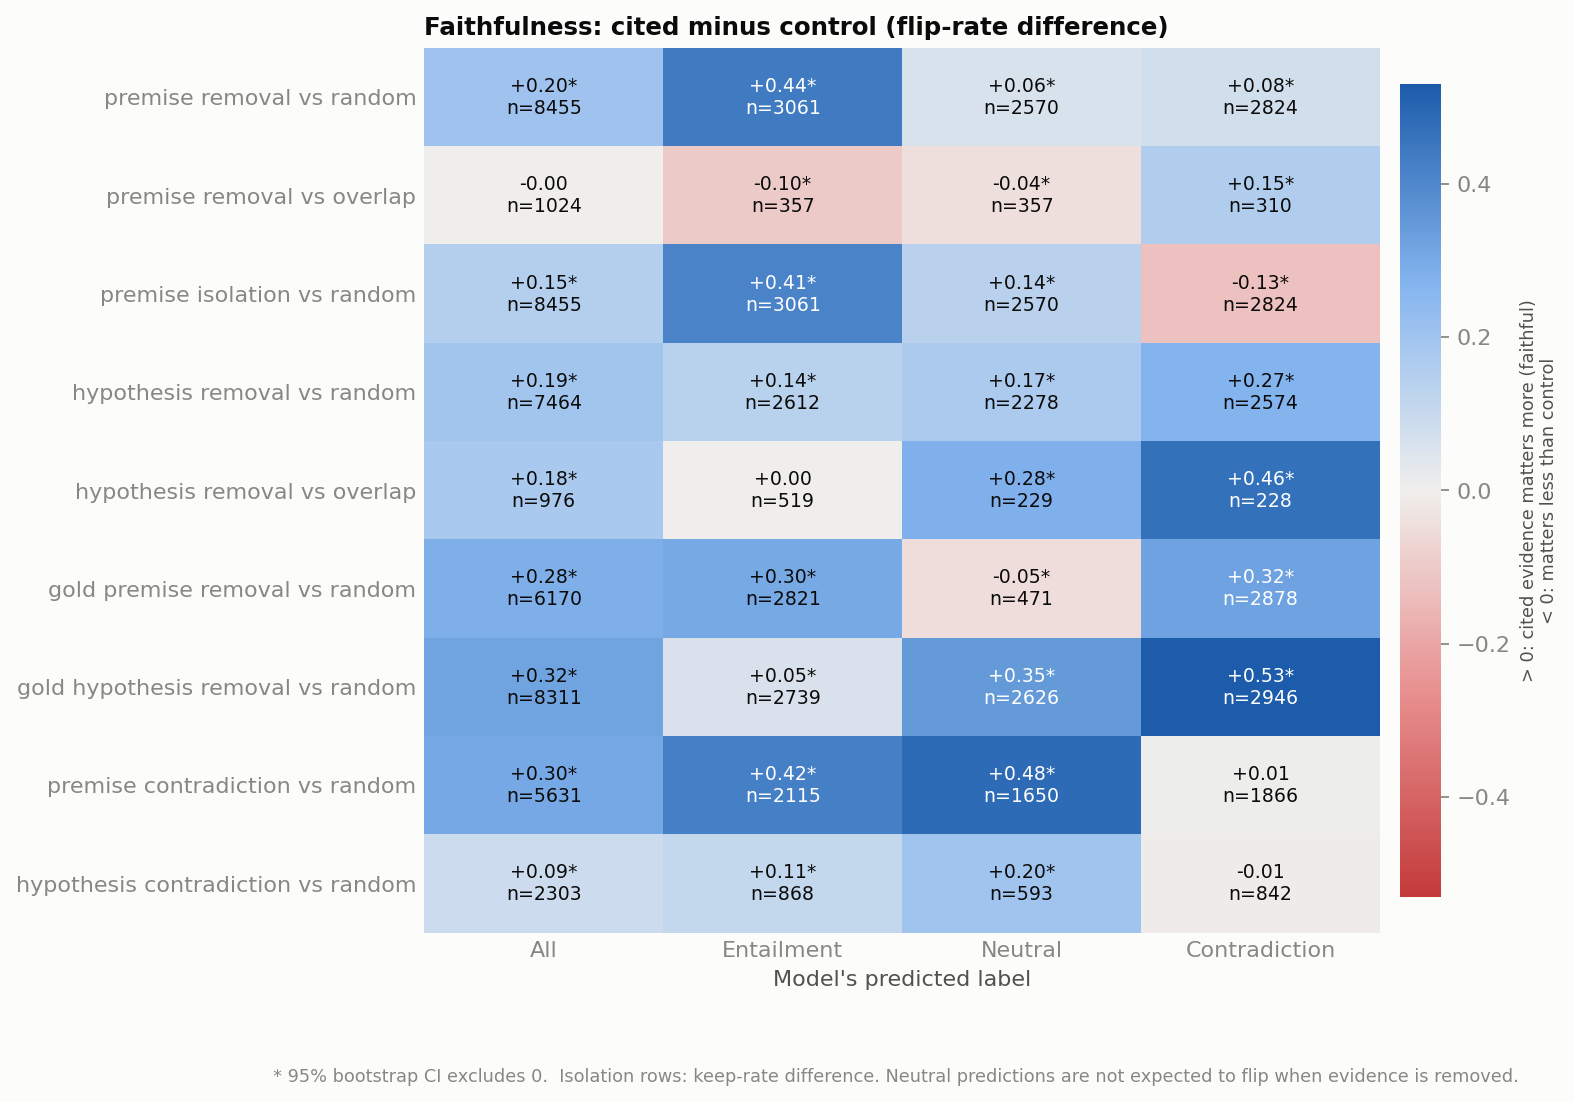 Faithfulness: cited minus control (flip-rate difference)
premise removal vs random
+0.20*
n=8455
+0.44*
n=3061
+0.06*
n=2570
+0.08*
n=2824
premise removal vs overlap
-0.00
n=1024
-0.10*
n=357
-0.04*
n=357
+0.15*
n=310
premise isolation vs random
+0.15*
n=8455
+0.41*
n=3061
+0.14*
n=2570
-0.13*
n=2824
hypothesis removal vs random
+0.19*
n=7464
+0.14*
n=2612
+0.17*
n=2278
+0.27*
n=2574
hypothesis removal vs overlap
+0.18*
n=976
+0.00
n=519
+0.28*
n=229
+0.46*
n=228
gold premise removal vs random
+0.28*
n=6170
+0.30*
n=2821
-0.05*
n=471
+0.32*
n=2878
gold hypothesis removal vs random
+0.32*
n=8311
+0.05*
n=2739
+0.35*
n=2626
+0.53*
n=2946
premise contradiction vs random
+0.30*
n=5631
+0.42*
n=2115
+0.48*
n=1650
+0.01
n=1866
hypothesis contradiction vs random
+0.09*
n=2303
+0.11*
n=868
+0.20*
n=593
-0.01
n=842
All
Entailment
Neutral
Contradiction
Model's predicted label
0.4
0.2
0.0
−0.2
−0.4
> 0: cited evidence matters more (faithful)
< 0: matters less than control
* 95% bootstrap CI excludes 0.  Isolation rows: keep-rate difference. Neutral predictions are not expected to flip when evidence is removed.